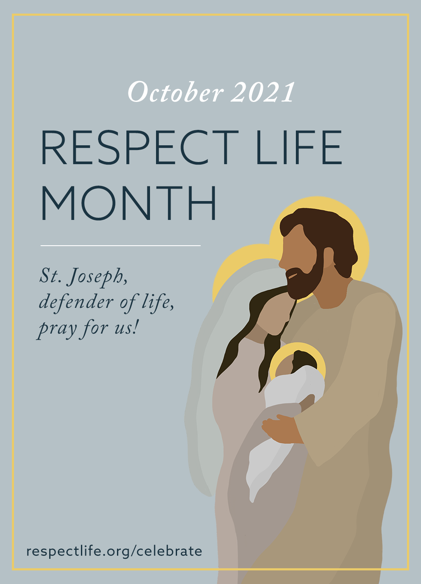 October 2021
RESPECT LIFE
MONTH
St. Joseph,
defender of life,
pray for us!
respectlife.org/celebrate